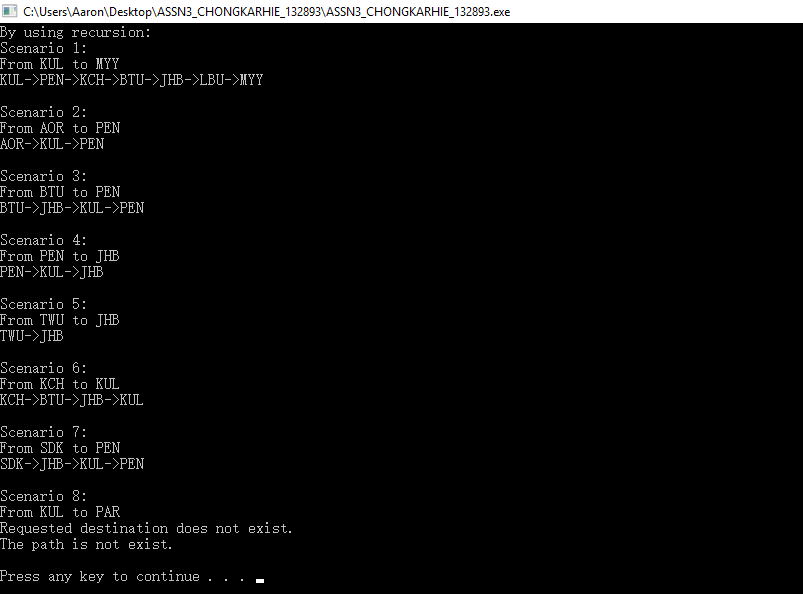 C:\Users\Aaron\Desktop\ASSN3_CHONGKARHIE_132893\ASSN3_CHONGKARHIE_132893.exe
By using recursion:
Scenario 1:
From KUL to MYY
KUL->PEN->KCH->BTU->JHB->LBU->MYY
Scenario 2:
From AOR to PEN
AOR->KUL->PEN
Scenario 3:
From BTU to PEN
BTU->JHB->KUL->PEN
Scenario 4:
From PEN to JHB
PEN->KUL->JHB
Scenario 5:
From TWU to JHB
TWU->JHB
Scenario 6:
From KCH to KUL
KCH->BTU->JHB->KUL
Scenario 7:
From SDK to PEN
SDK->JHB->KUL->PEN
Scenario 8:
From KUL to PAR
Requested destination does not exist.
The path is not exist.
Press any key to continue . . .